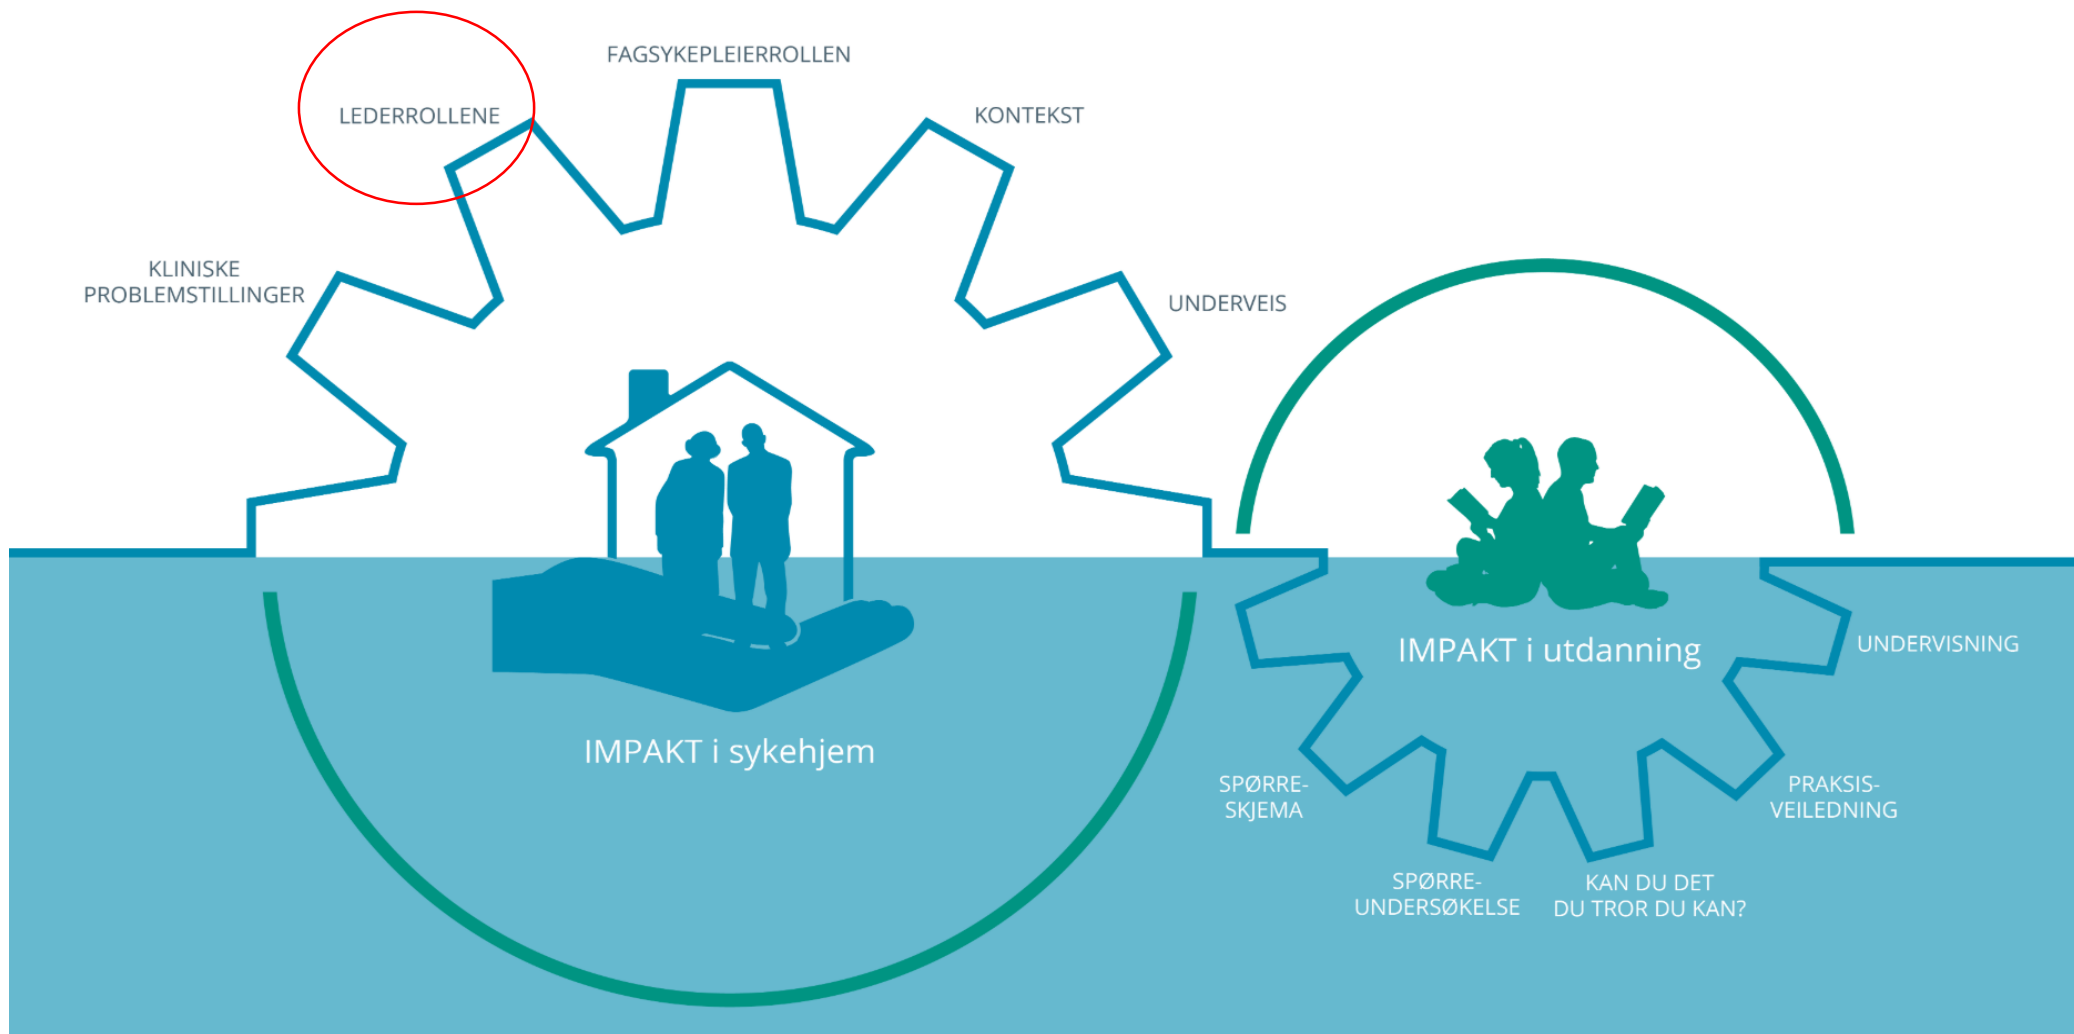 FAGSYKEPLEIERROLLEN
LEDERROLLENE
KONTEKST
KLINISKE
PROBLEMSTILLINGER
UNDERVEIS
IMPAKT i sykehjem
IMPAKT i utdanning
UNDERVISNING
SPØRRE-
SKJEMA
PRAKSIS-
VEILEDNING
SPØRRE-
UNDERSØKELSE
KAN DU DET
DU TROR DU KAN?